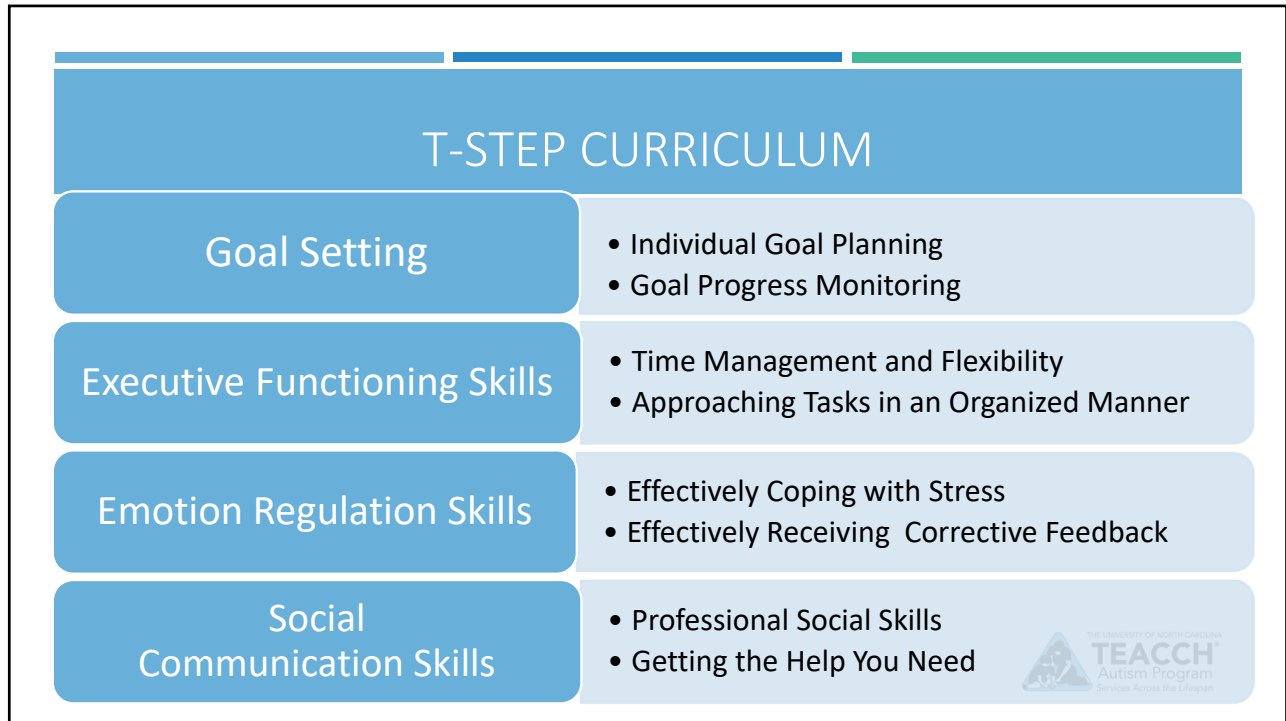 T-STEP CURRICULUM
Goal Setting
• Individual Goal Planning
• Goal Progress Monitoring
Executive Functioning Skills
• Time Management and Flexibility
• Approaching Tasks in an Organized Manner
Emotion Regulation Skills
• Effectively Coping with Stress
• Effectively Receiving Corrective Feedback
Social
Communication Skills
• Professional Social Skills
• Getting the Help You Need
THE UNIVERSITY OF NORTH CAROLINA
TEACCH®
Autism Program
Services Across the Lifespan